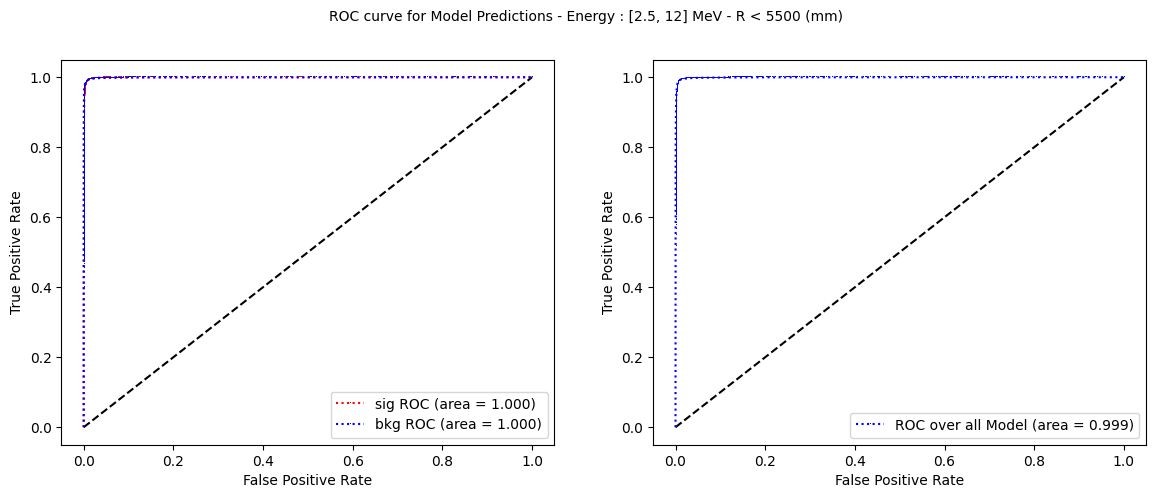 ROC curve for Model Predictions - Energy : [2.5, 12] MeV - R < 5500 (mm)
1.0
0.8
0.6
0.4
0.2
0.0
True Positive Rate
sig ROC (area = 1.000)
bkg ROC (area = 1.000)
0.0 0.2 0.4 0.6 0.8 1.0
False Positive Rate
1.0
0.8
0.6
0.4
0.2
0.0
True Positive Rate
ROC over all Model (area = 0.999)
0.0 0.2 0.4 0.6 0.8 1.0
False Positive Rate